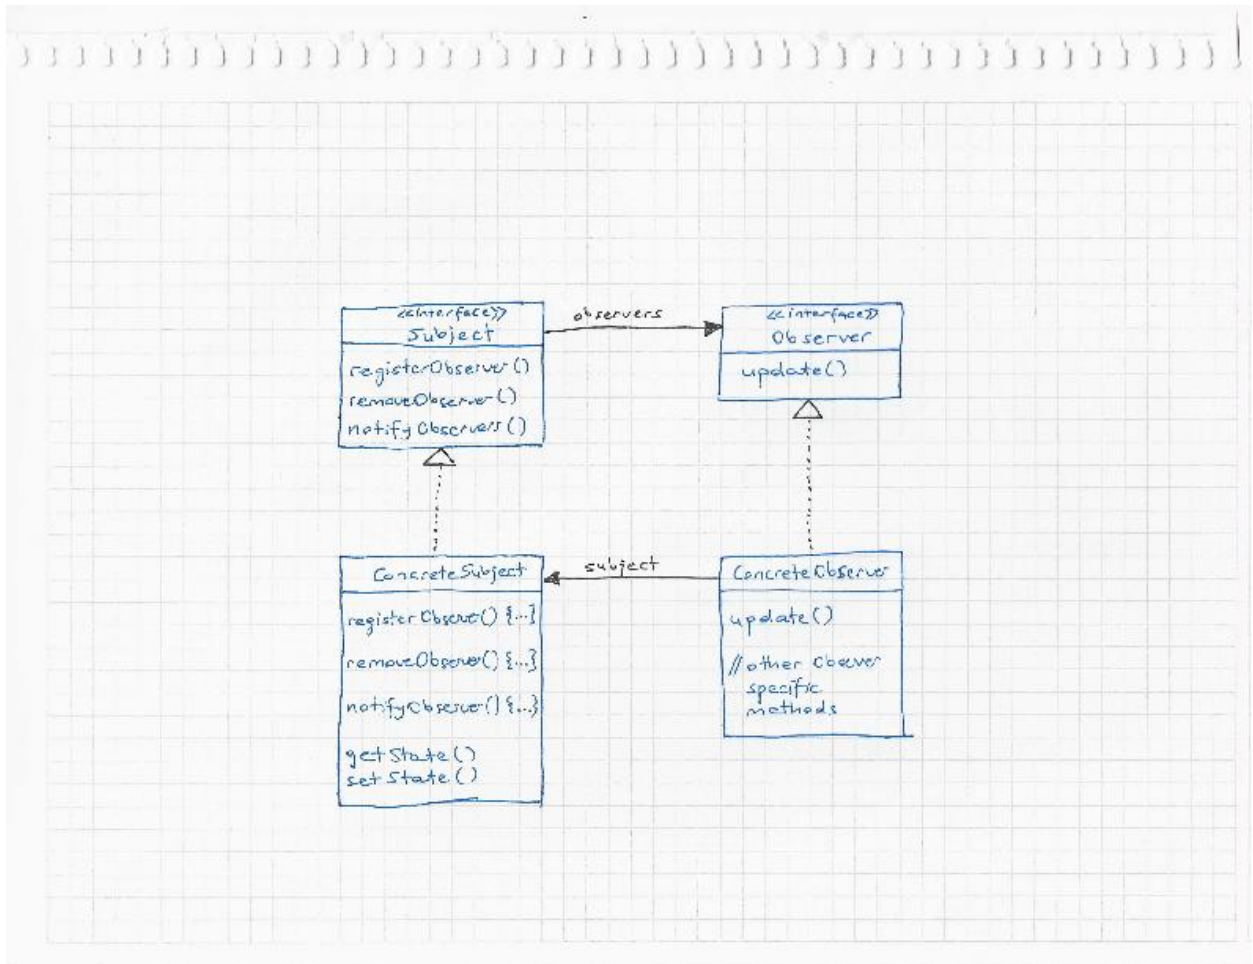 <<interface>>
Subject
registerObserver()
removeObserver()
notifyObservers()
observers
<<interface>>
Observer
update()
ConcreteSubject
registerObserver() {...}
removeObserver() {...}
notifyObserver() {...}
getState()
setState()
subject
ConcreteObserver
update()
//other Obsever
specific
methods